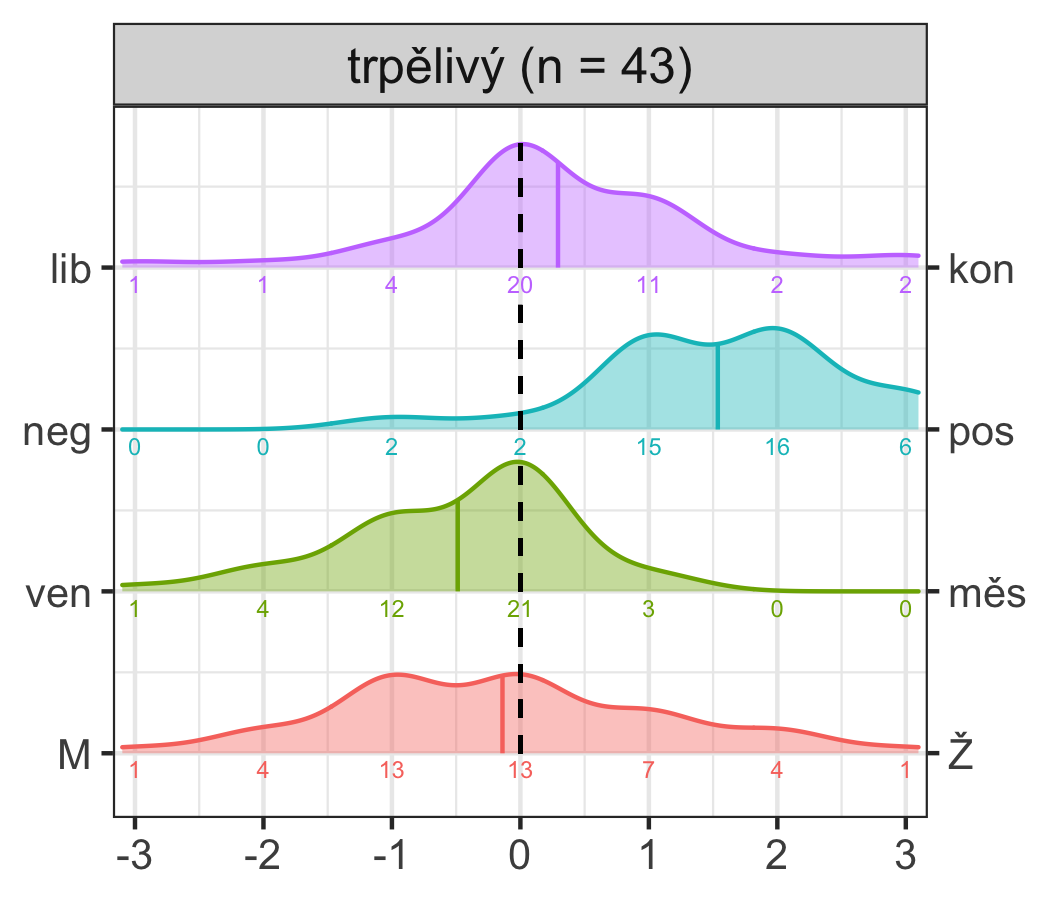 trpělivý (n = 43)
lib kon
1 1 4 20 11 2 2
neg pos
0 0 2 2 15 16 6
ven měs
1 4 12 21 3 0 0
M Ž
1 4 13 13 7 4 1
-3 -2 -1 0 1 2 3